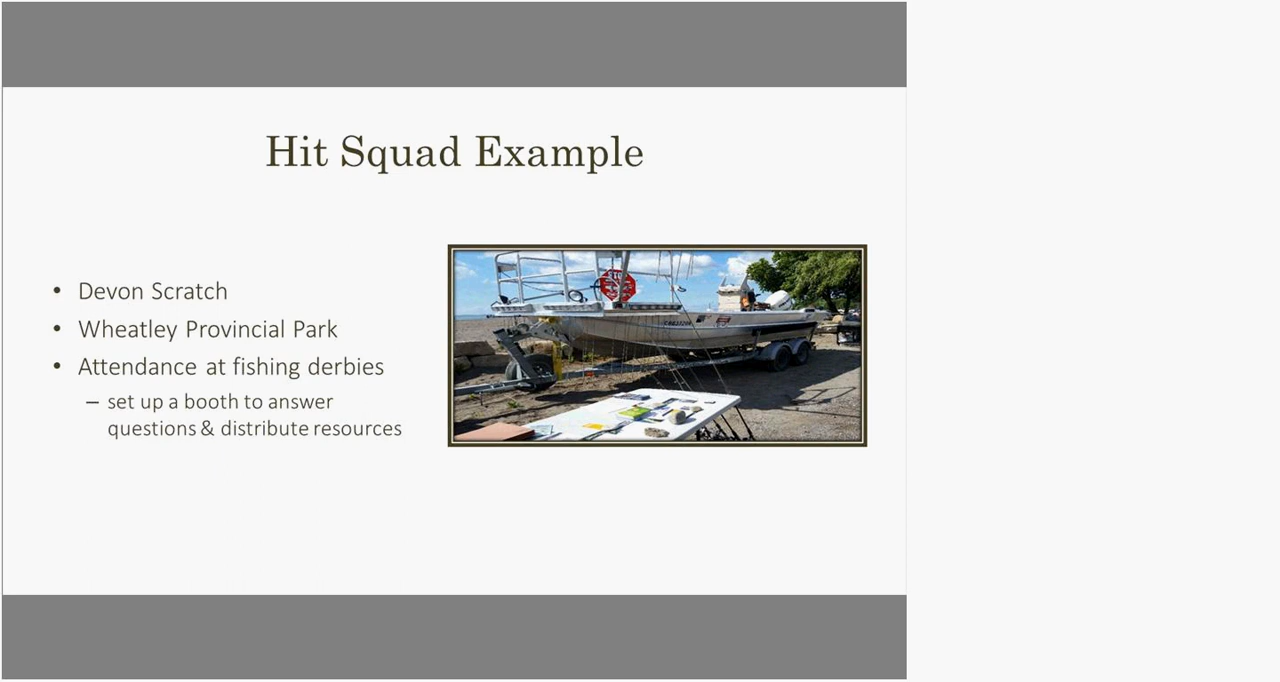 Hit Squad Example
• Devon Scratch
• Wheatley Provincial Park
• Attendance at fishing derbies
– set up a booth to answer
questions & distribute resources